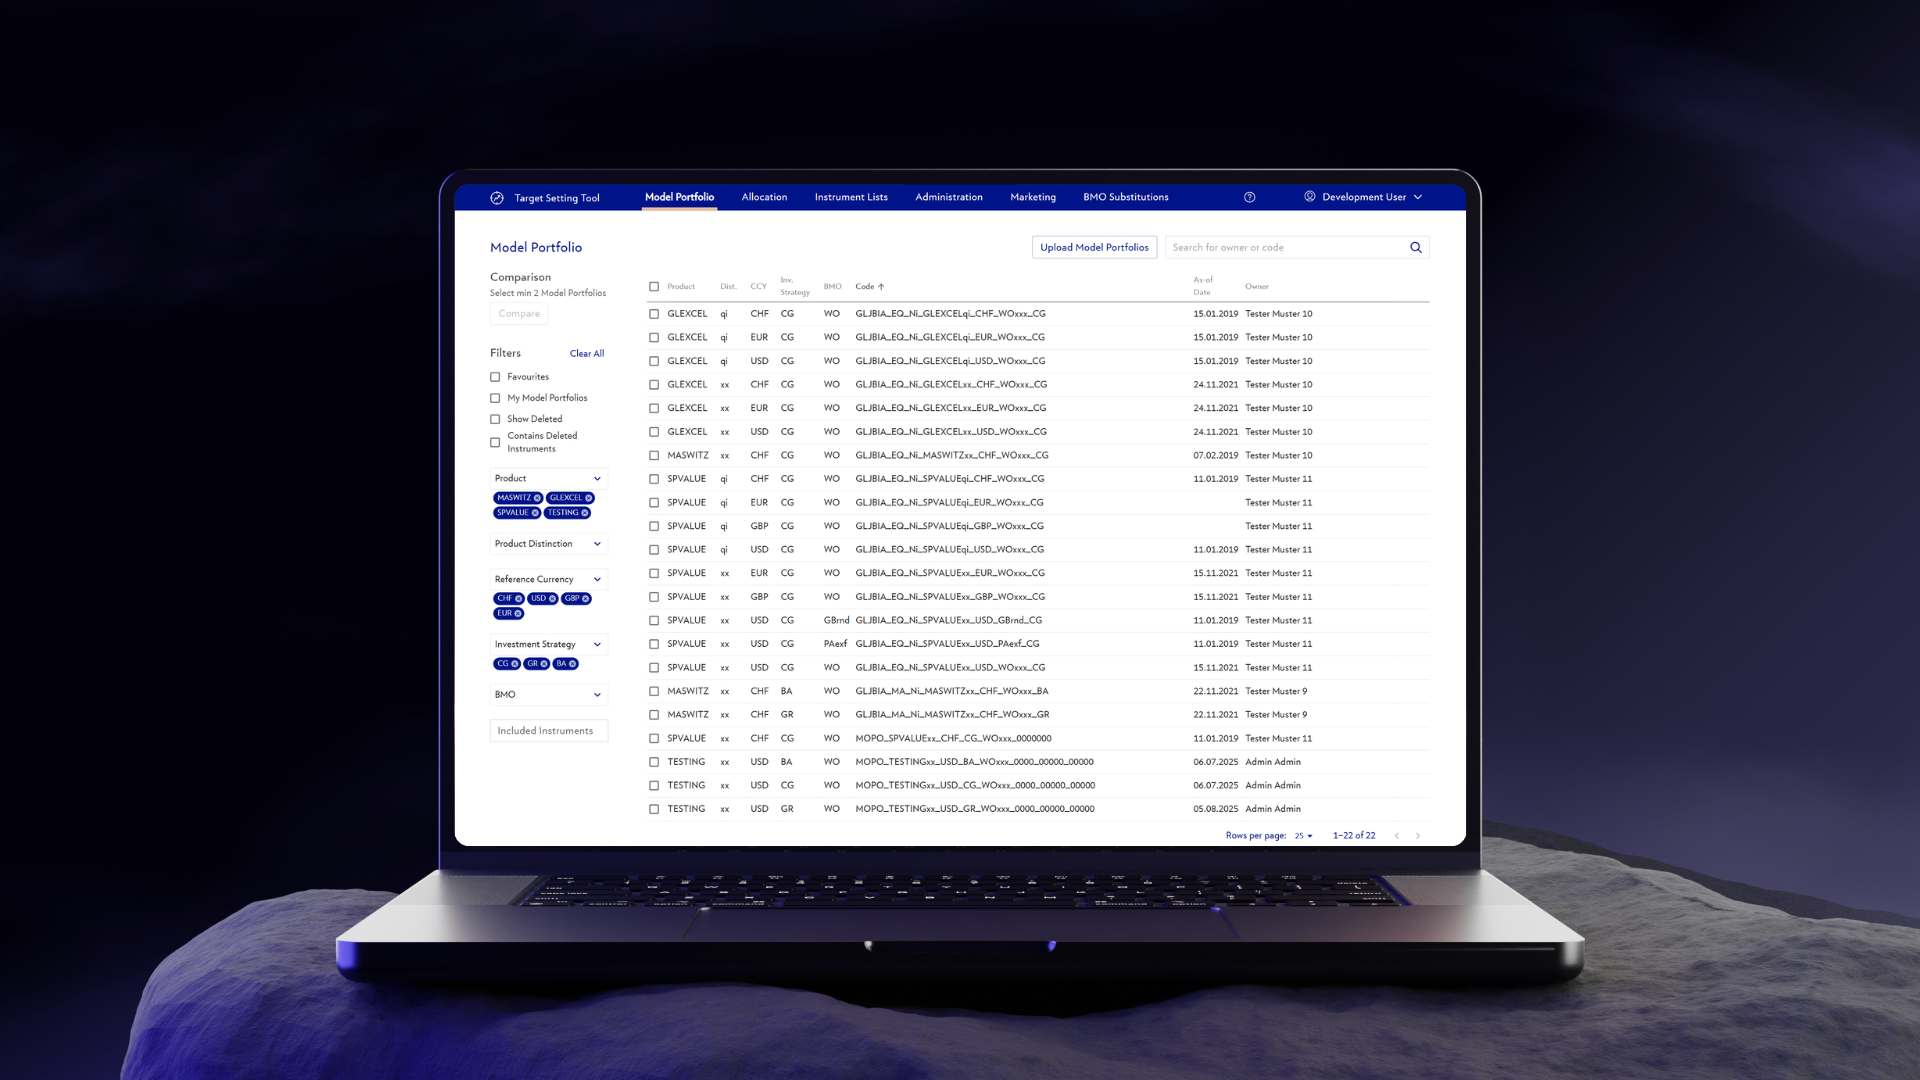 Target Setting Tool Model Portfolio Allocation Instrument Lists Administration Marketing BMO Substitutions Development User
Model Portfolio
Upload Model Portfolios Search for owner or code
Comparison
Select min 2 Model Portfolios
Compare
Filters Clear All
Favourites
My Model Portfolios
Show Deleted
Contains Deleted
Instruments
Product
MASWITZ GLEXCEL
SPVALUE TESTING
Product Distinction
Reference Currency
CHF USD GBP
EUR
Investment Strategy
CG GR BA
BMO
Included Instruments
Product Dist. CCY Inv. Strategy BMO Code As-of Date Owner
GLEXCEL qi CHF CG WO GLJBIA_EQ_Ni_GLEXCELqi_CHF_WOxxx_CG 15.01.2019 Tester Muster 10
GLEXCEL qi EUR CG WO GLJBIA_EQ_Ni_GLEXCELqi_EUR_WOxxx_CG 15.01.2019 Tester Muster 10
GLEXCEL qi USD CG WO GLJBIA_EQ_Ni_GLEXCELqi_USD_WOxxx_CG 15.01.2019 Tester Muster 10
GLEXCEL xx CHF CG WO GLJBIA_EQ_Ni_GLEXCELxx_CHF_WOxxx_CG 24.11.2021 Tester Muster 10
GLEXCEL xx EUR CG WO GLJBIA_EQ_Ni_GLEXCELxx_EUR_WOxxx_CG 24.11.2021 Tester Muster 10
GLEXCEL xx USD CG WO GLJBIA_EQ_Ni_GLEXCELxx_USD_WOxxx_CG 24.11.2021 Tester Muster 10
MASWITZ xx CHF CG WO GLJBIA_EQ_Ni_MASWITZxx_CHF_WOxxx_CG 07.02.2019 Tester Muster 10
SPVALUE qi CHF CG WO GLJBIA_EQ_Ni_SPVALUEqi_CHF_WOxxx_CG 11.01.2019 Tester Muster 11
SPVALUE qi EUR CG WO GLJBIA_EQ_Ni_SPVALUEqi_EUR_WOxxx_CG Tester Muster 11
SPVALUE qi GBP CG WO GLJBIA_EQ_Ni_SPVALUEqi_GBP_WOxxx_CG Tester Muster 11
SPVALUE qi USD CG WO GLJBIA_EQ_Ni_SPVALUEqi_USD_WOxxx_CG 11.01.2019 Tester Muster 11
SPVALUE xx EUR CG WO GLJBIA_EQ_Ni_SPVALUExx_EUR_WOxxx_CG 15.11.2021 Tester Muster 11
SPVALUE xx GBP CG WO GLJBIA_EQ_Ni_SPVALUExx_GBP_WOxxx_CG 15.11.2021 Tester Muster 11
SPVALUE xx USD CG GBrnd GLJBIA_EQ_Ni_SPVALUExx_USD_GBrnd_CG 11.01.2019 Tester Muster 11
SPVALUE xx USD CG PAexf GLJBIA_EQ_Ni_SPVALUExx_USD_PAexf_CG 11.01.2019 Tester Muster 11
SPVALUE xx USD CG WO GLJBIA_EQ_Ni_SPVALUExx_USD_WOxxx_CG 15.11.2021 Tester Muster 11
MASWITZ xx CHF BA WO GLJBIA_MA_Ni_MASWITZxx_CHF_WOxxx_BA 22.11.2021 Tester Muster 9
MASWITZ xx CHF GR WO GLJBIA_MA_Ni_MASWITZxx_CHF_WOxxx_GR 22.11.2021 Tester Muster 9
SPVALUE xx CHF CG WO MOPO_SPVALUExx_CHF_CG_WOxxx_0000000 11.01.2019 Tester Muster 11
TESTING xx USD BA WO MOPO_TESTINGxx_USD_BA_WOxxx_0000_00000_00000 06.07.2025 Admin Admin
TESTING xx USD CG WO MOPO_TESTINGxx_USD_CG_WOxxx_0000_00000_00000 06.07.2025 Admin Admin
TESTING xx USD GR WO MOPO_TESTINGxx_USD_GR_WOxxx_0000_00000_00000 05.08.2025 Admin Admin
Rows per page: 25 1–22 of 22